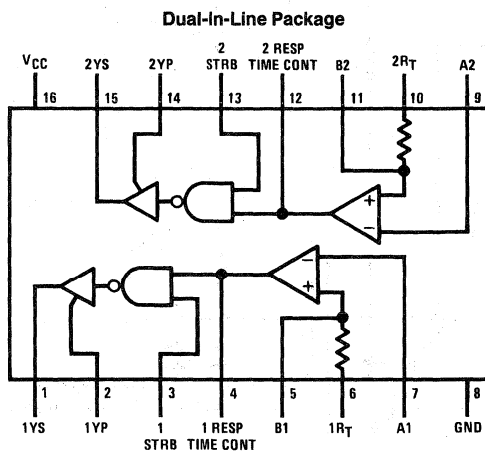 Dual-In-Line Package
VCC 2YS 2YP 2 STRB 2 RESP TIME CONT B2 2RT A2
16 15 14 13 12 11 10 9
+
−
−
+
1 2 3 4 5 6 7 8
1YS 1YP 1 STRB 1 RESP TIME CONT B1 1RT A1 GND